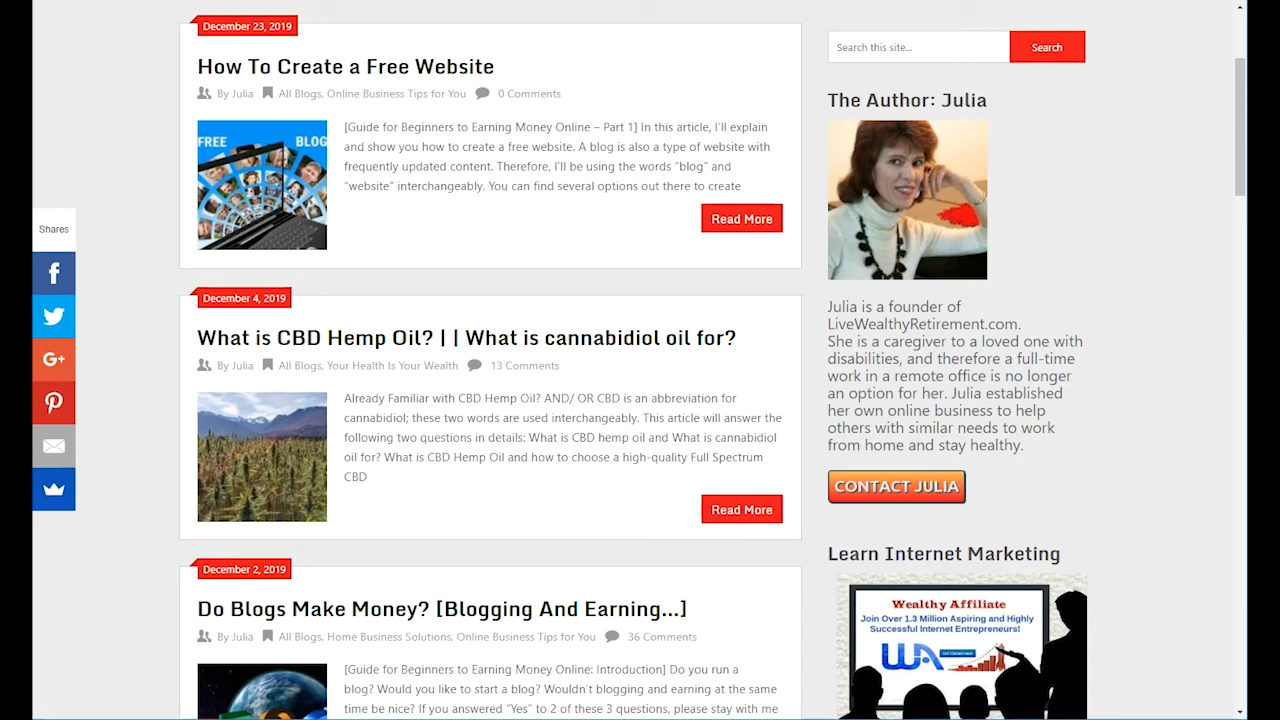 December 23, 2019
How To Create a Free Website
By Julia All Blogs, Online Business Tips for You 0 Comments
FREE BLOG
[Guide for Beginners to Earning Money Online – Part 1] In this article, I'll explain
and show you how to create a free website. A blog is also a type of website with
frequently updated content. Therefore, I'll be using the words "blog" and
"website" interchangeably. You can find several options out there to create
Read More
December 4, 2019
What is CBD Hemp Oil? | | What is cannabidiol oil for?
By Julia All Blogs, Your Health Is Your Wealth 13 Comments
Already Familiar with CBD Hemp Oil? AND/ OR CBD is an abbreviation for
cannabidiol; these two words are used interchangeably. This article will answer the
following two questions in details: What is CBD hemp oil and What is cannabidiol
oil for? What is CBD Hemp Oil and how to choose a high-quality Full Spectrum
CBD
Read More
December 2, 2019
Do Blogs Make Money? [Blogging And Earning...]
By Julia All Blogs, Home Business Solutions, Online Business Tips for You 36 Comments
[Guide for Beginners to Earning Money Online: Introduction] Do you run a
blog? Would you like to start a blog? Wouldn't blogging and earning at the same
time be nice? If you answered "Yes" to 2 of these 3 questions, please stay with me
Shares
f
G+
Search this site...
Search
The Author: Julia
Julia is a founder of
LiveWealthyRetirement.com.
She is a caregiver to a loved one with
disabilities, and therefore a full-time
work in a remote office is no longer
an option for her. Julia established
her own online business to help
others with similar needs to work
from home and stay healthy.
CONTACT JULIA
Learn Internet Marketing
Wealthy Affiliate
Join Over 1.3 Million Aspiring and Highly
Successful Internet Entrepreneurs!
WA